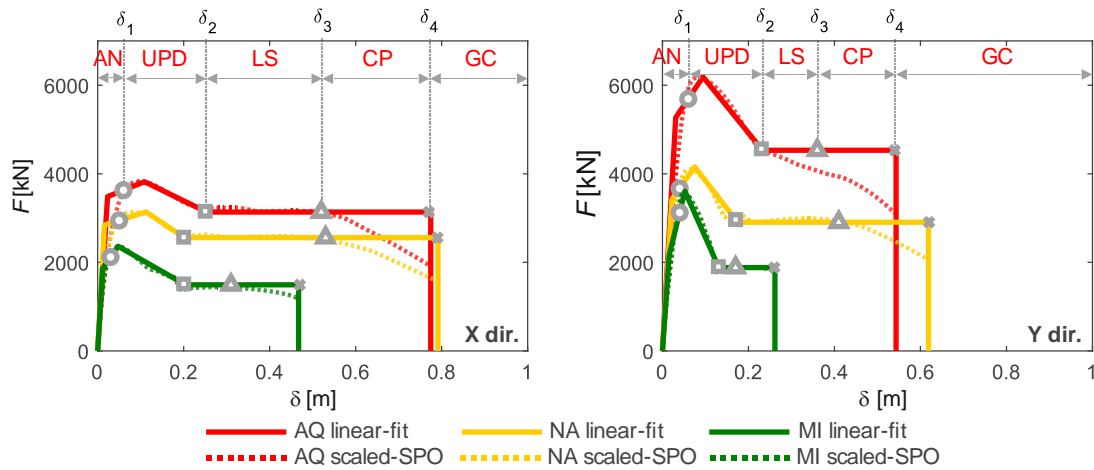 δ1 δ2 δ3 δ4
AN UPD LS CP GC
6000
4000
2000
0
F [kN]
0 0.2 0.4 0.6 0.8 1
δ [m]
X dir.
δ1 δ2 δ3 δ4
AN UPD LS CP GC
6000
4000
2000
0
F [kN]
0 0.2 0.4 0.6 0.8 1
δ [m]
Y dir.
AQ linear-fit NA linear-fit MI linear-fit
AQ scaled-SPO NA scaled-SPO MI scaled-SPO